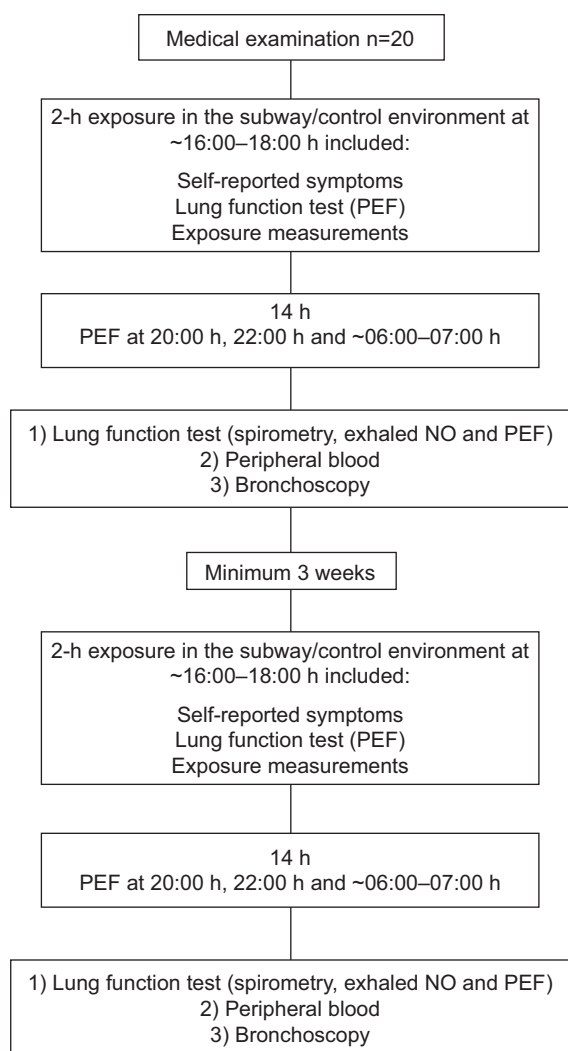 Medical examination n=20
2-h exposure in the subway/control environment at
~16:00–18:00 h included:
Self-reported symptoms
Lung function test (PEF)
Exposure measurements
14 h
PEF at 20:00 h, 22:00 h and ~06:00–07:00 h
1) Lung function test (spirometry, exhaled NO and PEF)
2) Peripheral blood
3) Bronchoscopy
Minimum 3 weeks
2-h exposure in the subway/control environment at
~16:00–18:00 h included:
Self-reported symptoms
Lung function test (PEF)
Exposure measurements
14 h
PEF at 20:00 h, 22:00 h and ~06:00–07:00 h
1) Lung function test (spirometry, exhaled NO and PEF)
2) Peripheral blood
3) Bronchoscopy